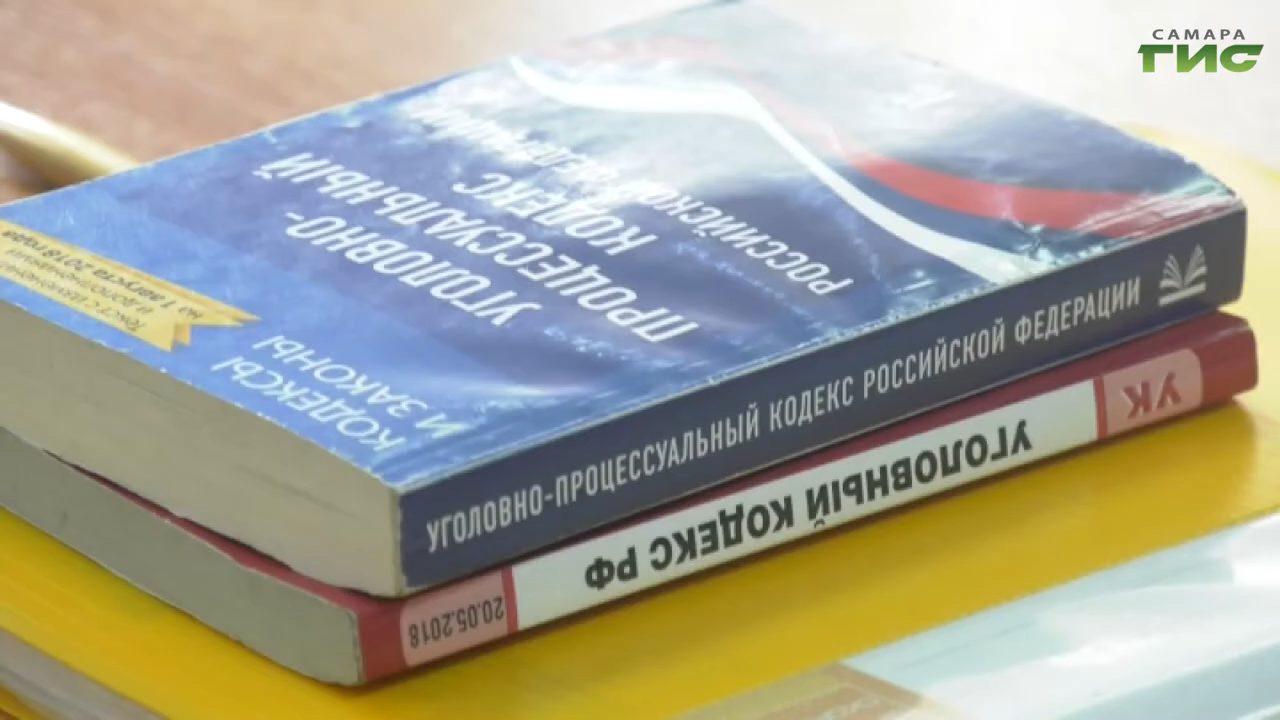 САМАРА
ГИС
УГОЛОВНО-
ПРОЦЕССУАЛЬНЫЙ
КОДЕКС
РОССИЙСКОЙ ФЕДЕРАЦИИ
КОДЕКСЫ
И ЗАКОНЫ
на 1 августа 2018 года
УГОЛОВНО-ПРОЦЕССУАЛЬНЫЙ КОДЕКС РОССИЙСКОЙ ФЕДЕРАЦИИ
УК
УГОЛОВНЫЙ КОДЕКС РФ
20.05.2018